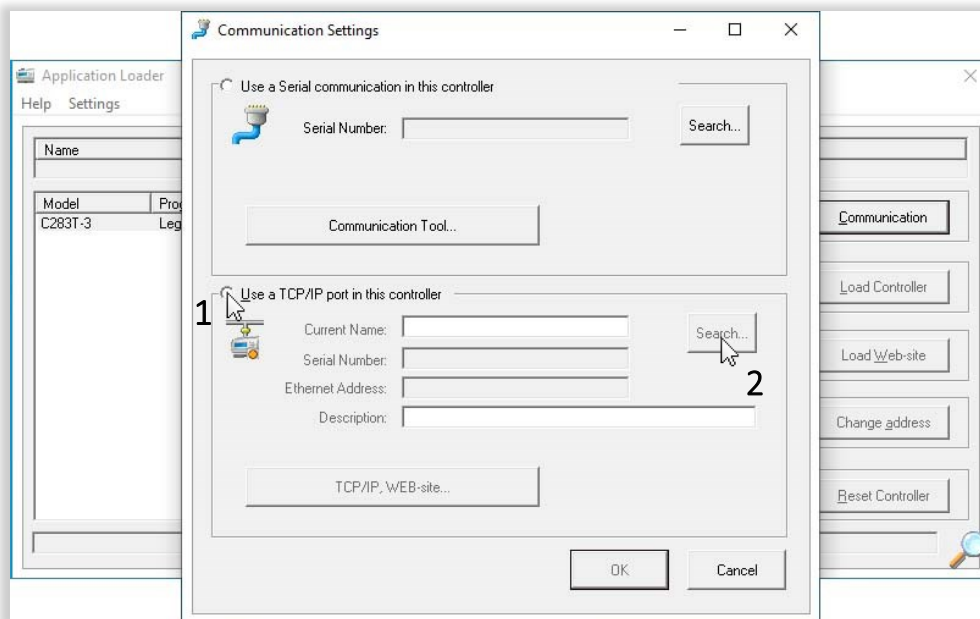 Communication Settings
Application Loader
Help Settings
Use a Serial communication in this controller
Serial Number:
Search...
Name
Model
C283T-3
Communication Tool...
Communication
Use a TCP/IP port in this controller
1
Current Name:
Search...
Load Controller
Serial Number:
2
Load Web-site
Ethernet Address:
Description:
Change address
TCP/IP, WEB-site...
Reset Controller
OK
Cancel